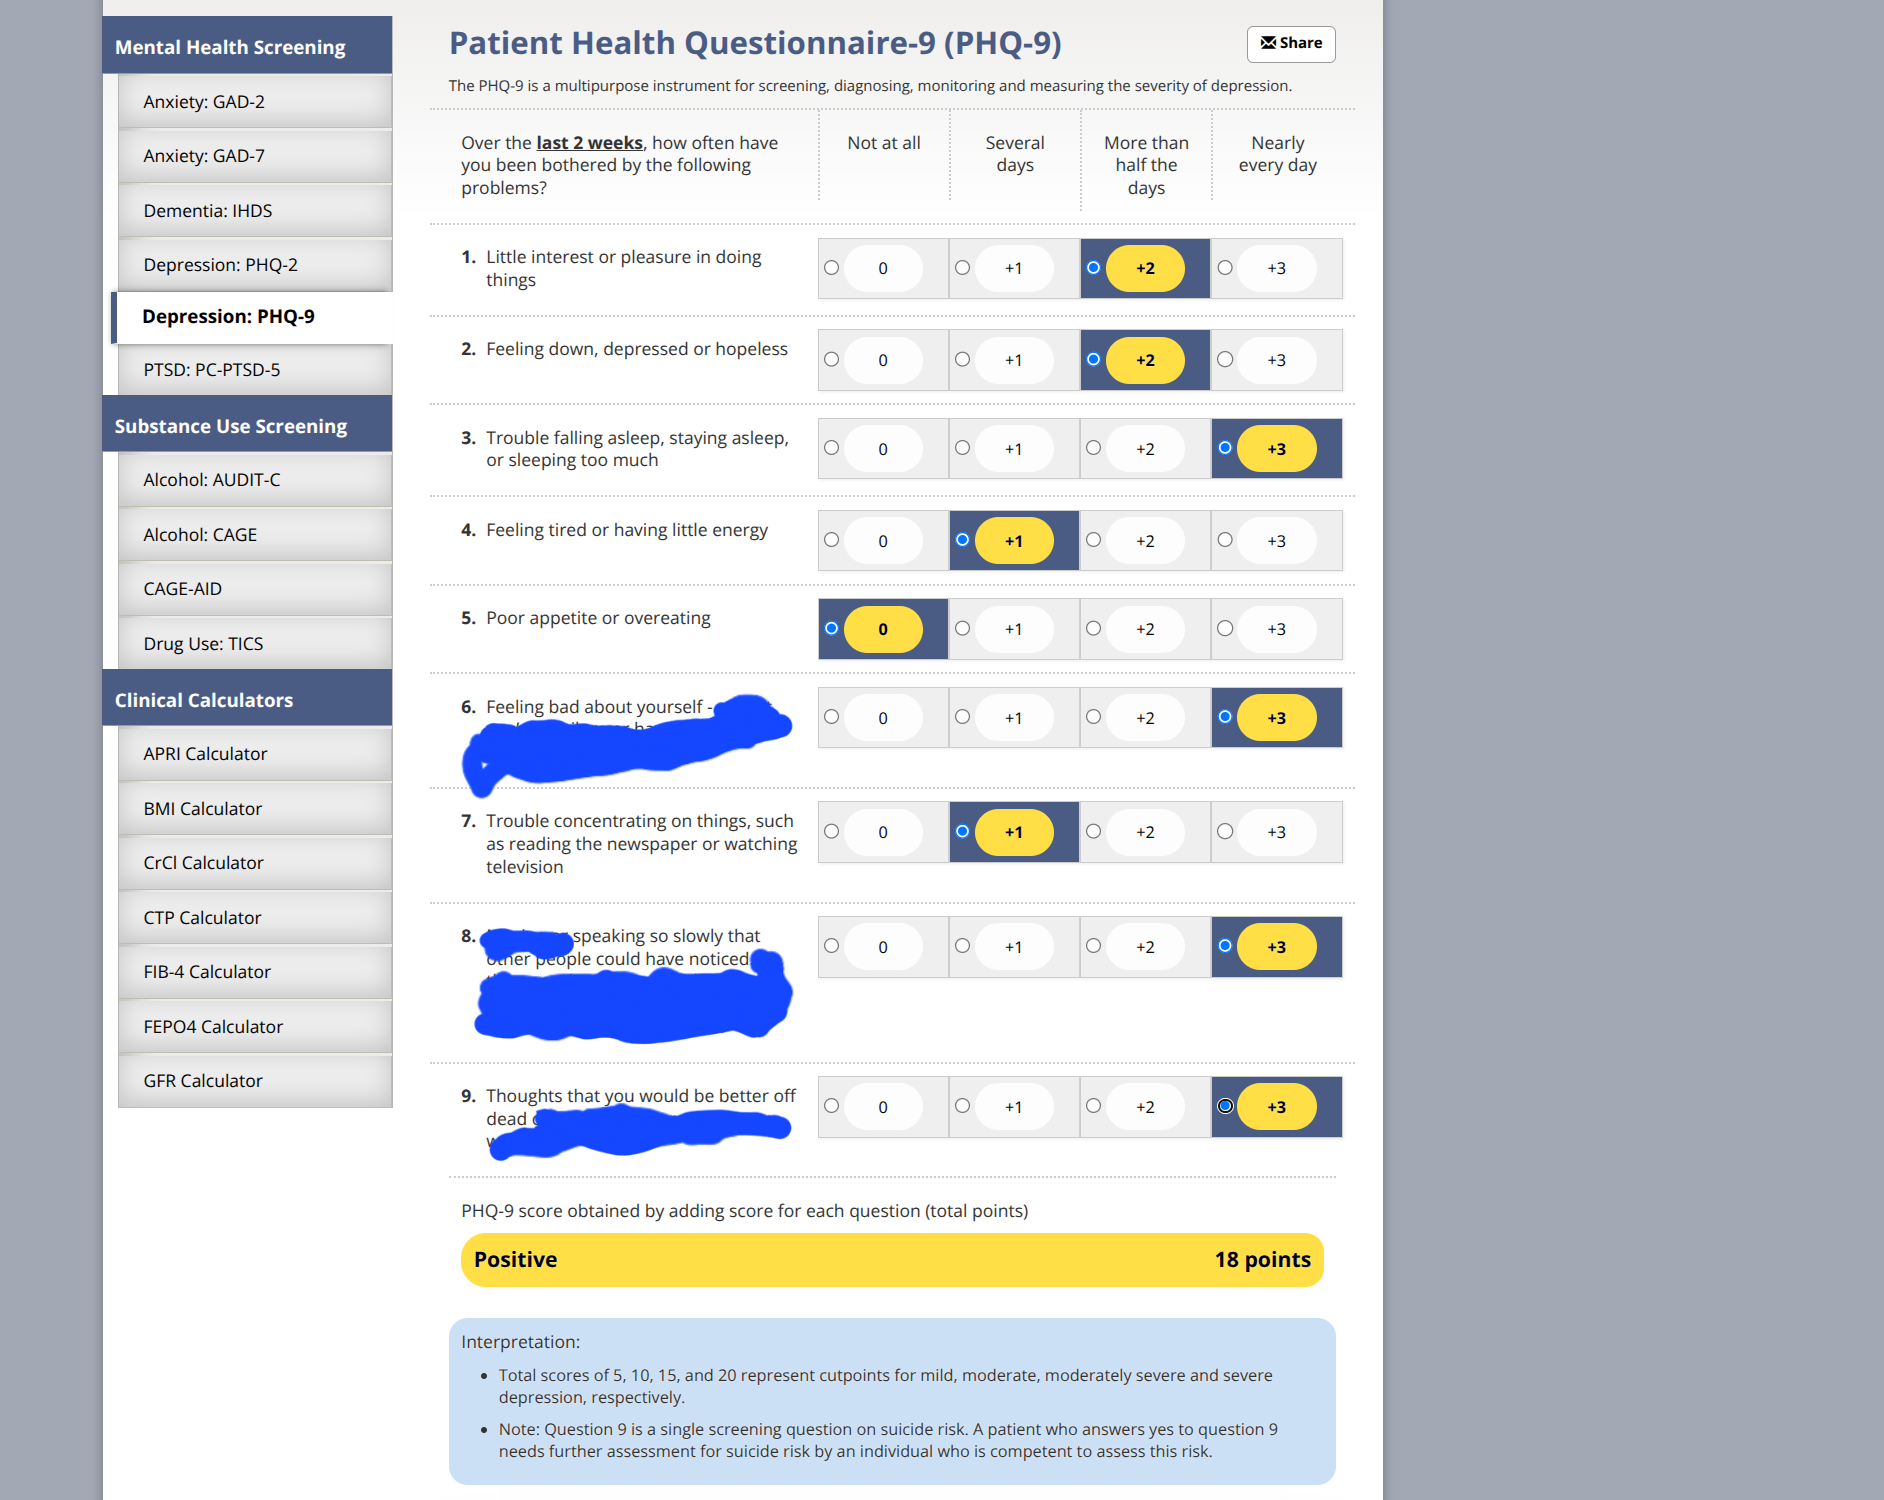 Mental Health Screening
Anxiety: GAD-2
Anxiety: GAD-7
Dementia: IHDS
Depression: PHQ-2
Depression: PHQ-9
PTSD: PC-PTSD-5
Substance Use Screening
Alcohol: AUDIT-C
Alcohol: CAGE
CAGE-AID
Drug Use: TICS
Clinical Calculators
APRI Calculator
BMI Calculator
CrCl Calculator
CTP Calculator
FIB-4 Calculator
FEPO4 Calculator
GFR Calculator
Patient Health Questionnaire-9 (PHQ-9)
Share
The PHQ-9 is a multipurpose instrument for screening, diagnosing, monitoring and measuring the severity of depression.
Over the last 2 weeks, how often have
you been bothered by the following
problems?
Not at all
Several
days
More than
half the
days
Nearly
every day
1. Little interest or pleasure in doing
things
0 +1 +2 +3
2. Feeling down, depressed or hopeless
0 +1 +2 +3
3. Trouble falling asleep, staying asleep,
or sleeping too much
0 +1 +2 +3
4. Feeling tired or having little energy
0 +1 +2 +3
5. Poor appetite or overeating
0 +1 +2 +3
6. Feeling bad about yourself -
0 +1 +2 +3
7. Trouble concentrating on things, such
as reading the newspaper or watching
television
0 +1 +2 +3
8. speaking so slowly that
other people could have noticed
0 +1 +2 +3
9. Thoughts that you would be better off
dead
0 +1 +2 +3
PHQ-9 score obtained by adding score for each question (total points)
Positive 18 points
Interpretation:
• Total scores of 5, 10, 15, and 20 represent cutpoints for mild, moderate, moderately severe and severe
depression, respectively.
• Note: Question 9 is a single screening question on suicide risk. A patient who answers yes to question 9
needs further assessment for suicide risk by an individual who is competent to assess this risk.